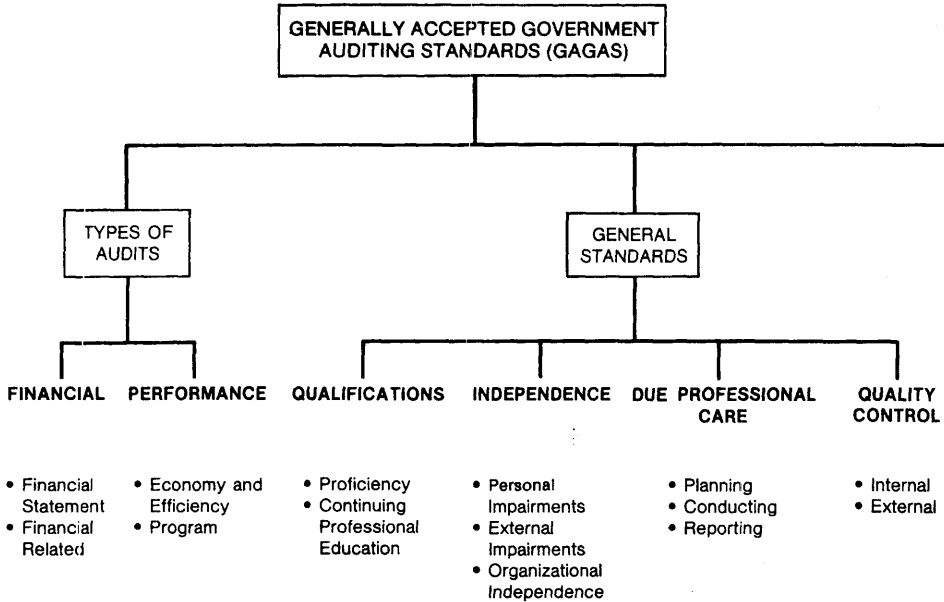 GENERALLY ACCEPTED GOVERNMENT
AUDITING STANDARDS (GAGAS)
TYPES OF
AUDITS
GENERAL
STANDARDS
FINANCIAL
PERFORMANCE
QUALIFICATIONS
INDEPENDENCE
DUE PROFESSIONAL
CARE
QUALITY
CONTROL
• Financial
Statement
• Financial
Related
• Economy and
Efficiency
• Program
• Proficiency
• Continuing
Professional
Education
• Personal
Impairments
• External
Impairments
• Organizational
Independence
• Planning
• Conducting
• Reporting
• Internal
• External